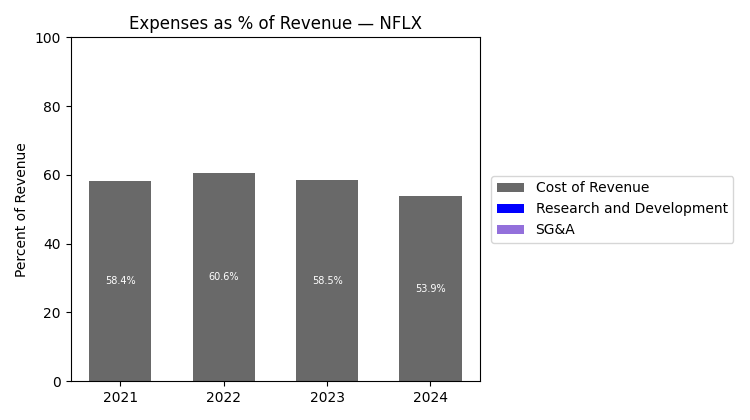 Expenses as % of Revenue — NFLX
Percent of Revenue
100
80
60
40
20
0
58.4%
60.6%
58.5%
53.9%
2021
2022
2023
2024
Cost of Revenue
Research and Development
SG&A